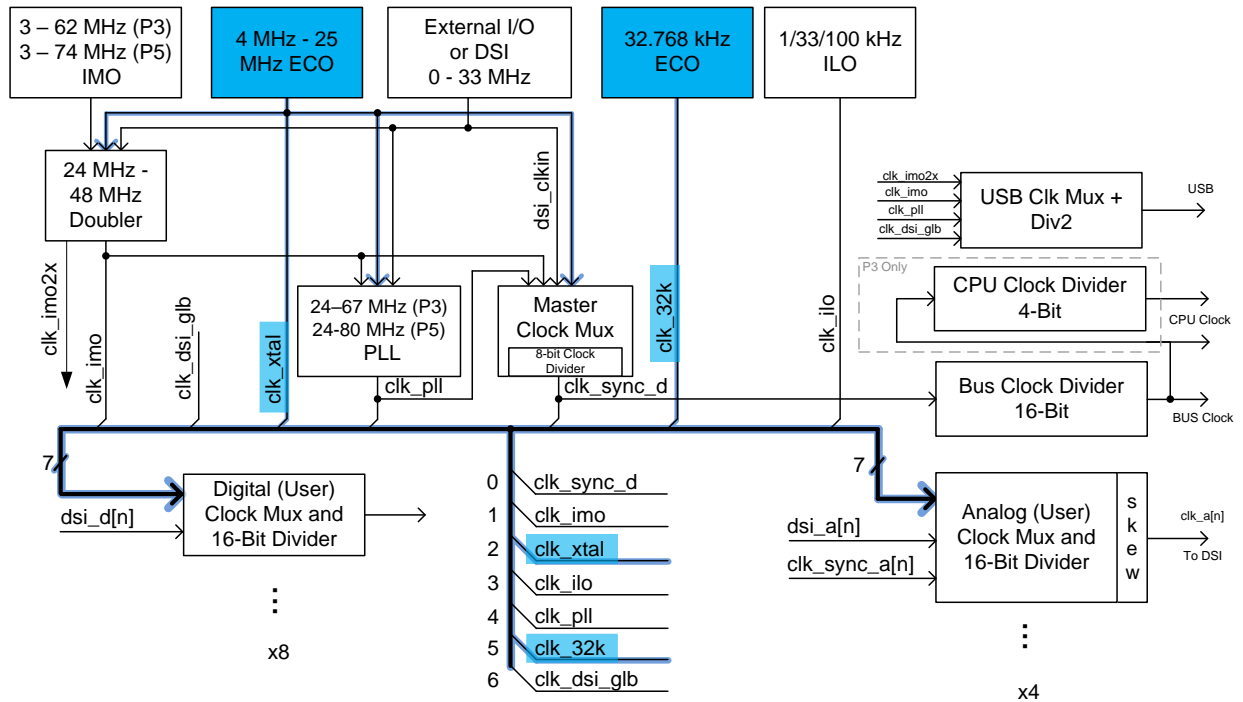 3 – 62 MHz (P3)
3 – 74 MHz (P5)
IMO
4 MHz - 25
MHz ECO
External I/O
or DSI
0 - 33 MHz
32.768 kHz
ECO
1/33/100 kHz
ILO
24 MHz -
48 MHz
Doubler
dsi_clkin
clk_imo2x
clk_imo
clk_pll
clk_dsi_glb
USB Clk Mux +
Div2
USB
P3 Only
CPU Clock Divider
4-Bit
CPU Clock
Bus Clock Divider
16-Bit
BUS Clock
clk_imo2x
clk_imo
clk_dsi_glb
clk_xtal
24–67 MHz (P3)
24-80 MHz (P5)
PLL
clk_pll
Master
Clock Mux
8-bit Clock
Divider
clk_sync_d
clk_32k
clk_ilo
7
Digital (User)
Clock Mux and
16-Bit Divider
dsi_d[n]
x8
0 clk_sync_d
1 clk_imo
2 clk_xtal
3 clk_ilo
4 clk_pll
5 clk_32k
6 clk_dsi_glb
7
Analog (User)
Clock Mux and
16-Bit Divider
skew
dsi_a[n]
clk_sync_a[n]
clk_a[n]
To DSI
x4